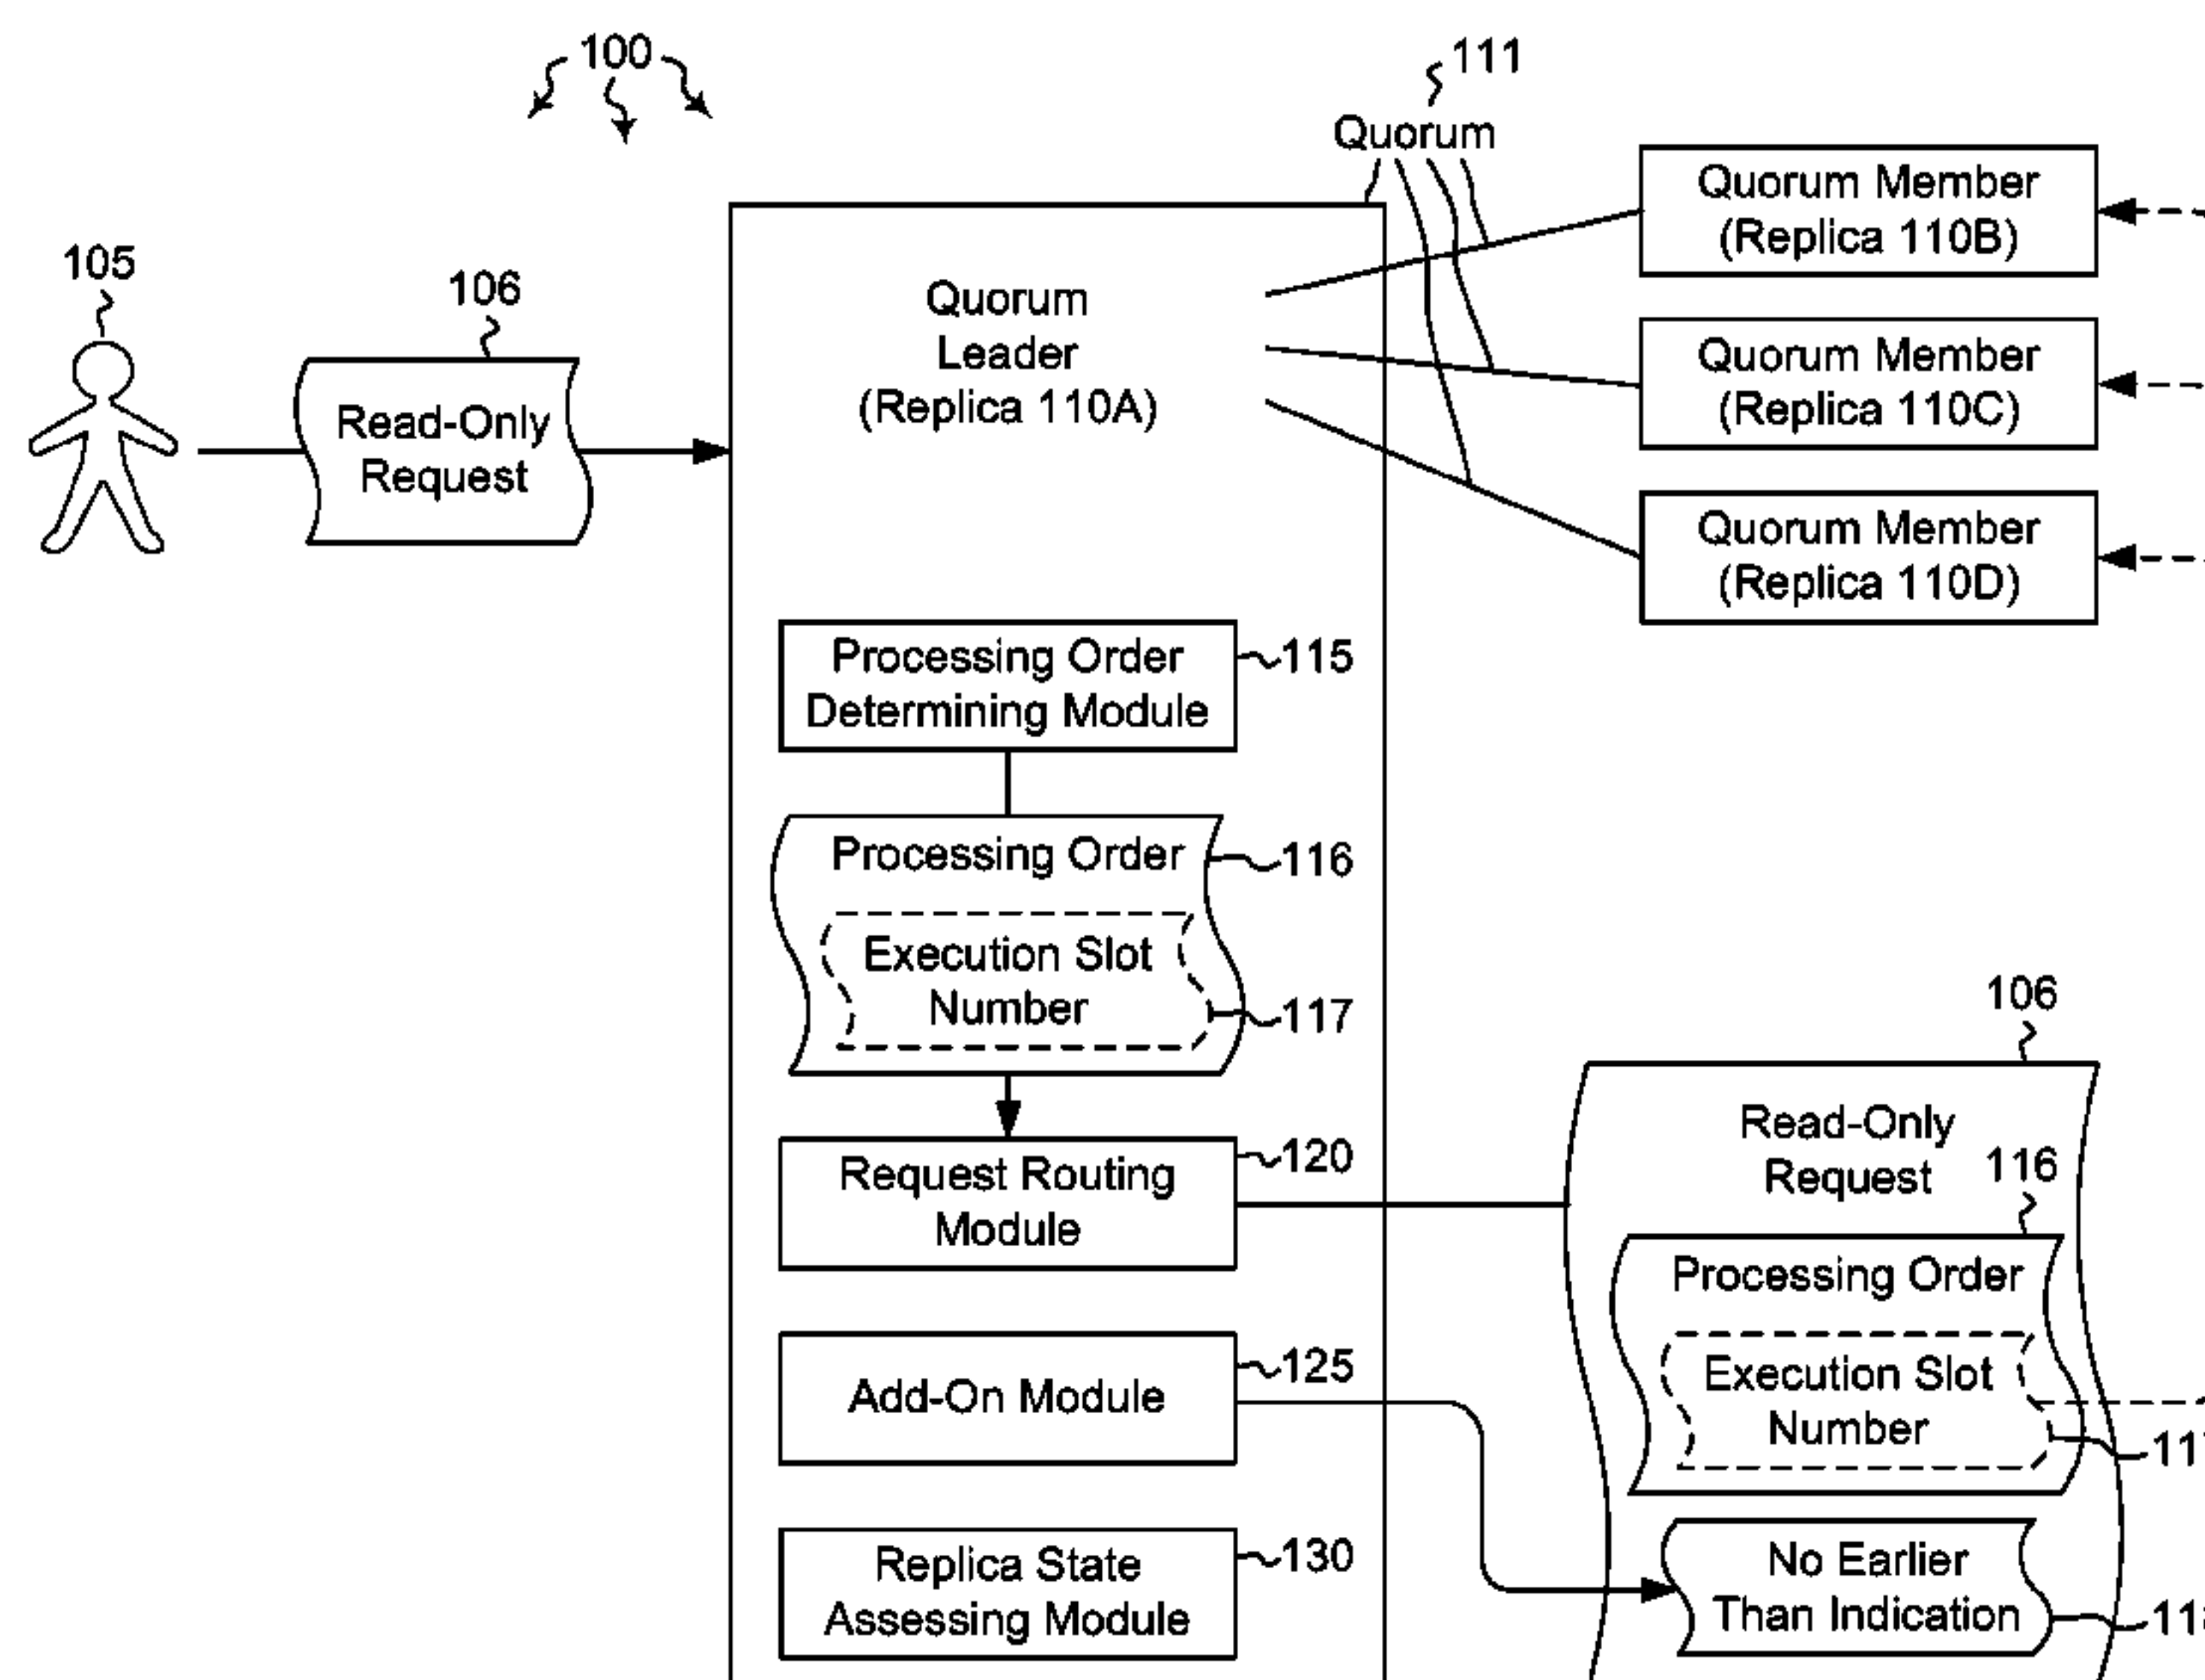 100
111
Quorum
Quorum Member
(Replica 110B)
105
106
Read-Only
Request
Quorum
Leader
(Replica 110A)
Quorum Member
(Replica 110C)
Quorum Member
(Replica 110D)
Processing Order
Determining Module
115
Processing Order
116
Execution Slot
Number
117
Request Routing
Module
120
Add-On Module
125
Replica State
Assessing Module
130
106
Read-Only
Request
116
Processing Order
Execution Slot
Number
No Earlier
Than Indication